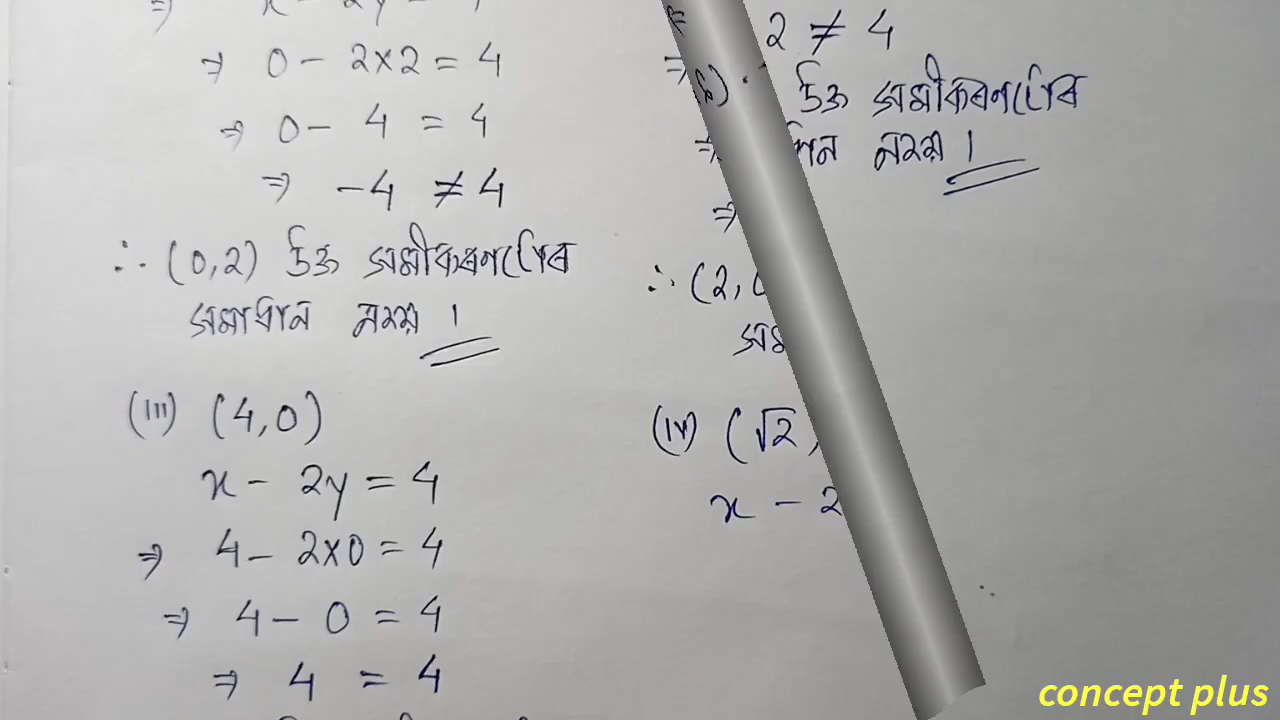 ⇒ 0 - 2×2 = 4
⇒ 0 - 4 = 4
⇒ -4 ≠ 4
∴ (0,2) উক্ত সমীকৰণটোৰ
সমাধান নহয় ।
(iii) (4,0)
x - 2y = 4
⇒ 4 - 2×0 = 4
⇒ 4 - 0 = 4
⇒ 4 = 4
2 ≠ 4
উক্ত সমীকৰণটোৰ
নহয় ।
⇒
∴ (2,
(iv) (√2,
x - 2
concept plus